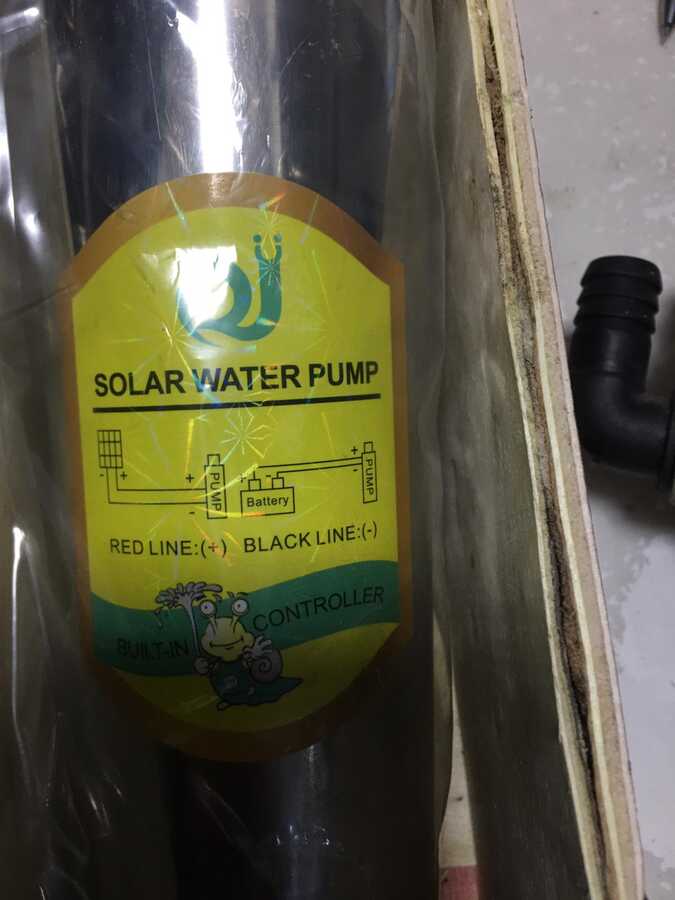 SOLAR WATER PUMP
- + + - PUMP
+ - Battery + - PUMP
RED LINE:(+) BLACK LINE:(-)
BUILT-IN CONTROLLER